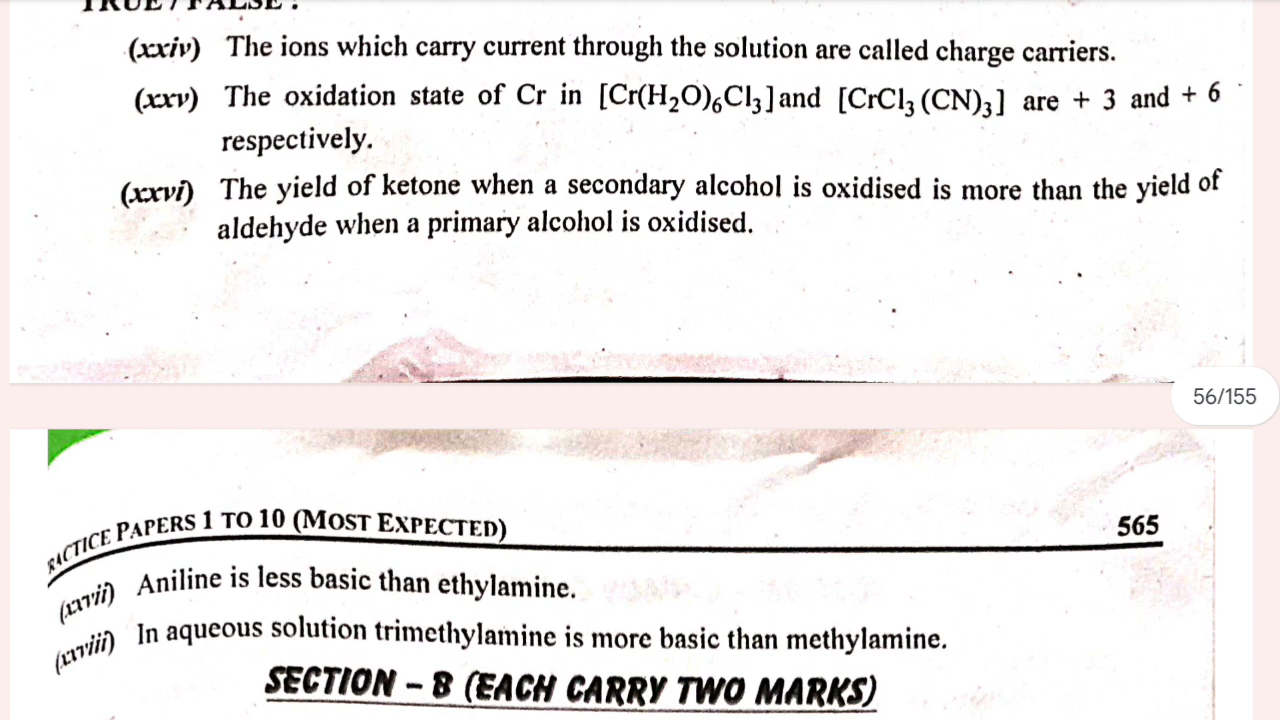 TRUE / FALSE :
(xxiv) The ions which carry current through the solution are called charge carriers.
(xxv) The oxidation state of Cr in [Cr(H₂O)₆Cl₃] and [CrCl₃ (CN)₃] are + 3 and + 6
respectively.
(xxvi) The yield of ketone when a secondary alcohol is oxidised is more than the yield of
aldehyde when a primary alcohol is oxidised.
56/155
RACTICE PAPERS 1 TO 10 (MOST EXPECTED) 565
(xxvii) Aniline is less basic than ethylamine.
(xxviii) In aqueous solution trimethylamine is more basic than methylamine.
SECTION – B (EACH CARRY TWO MARKS)